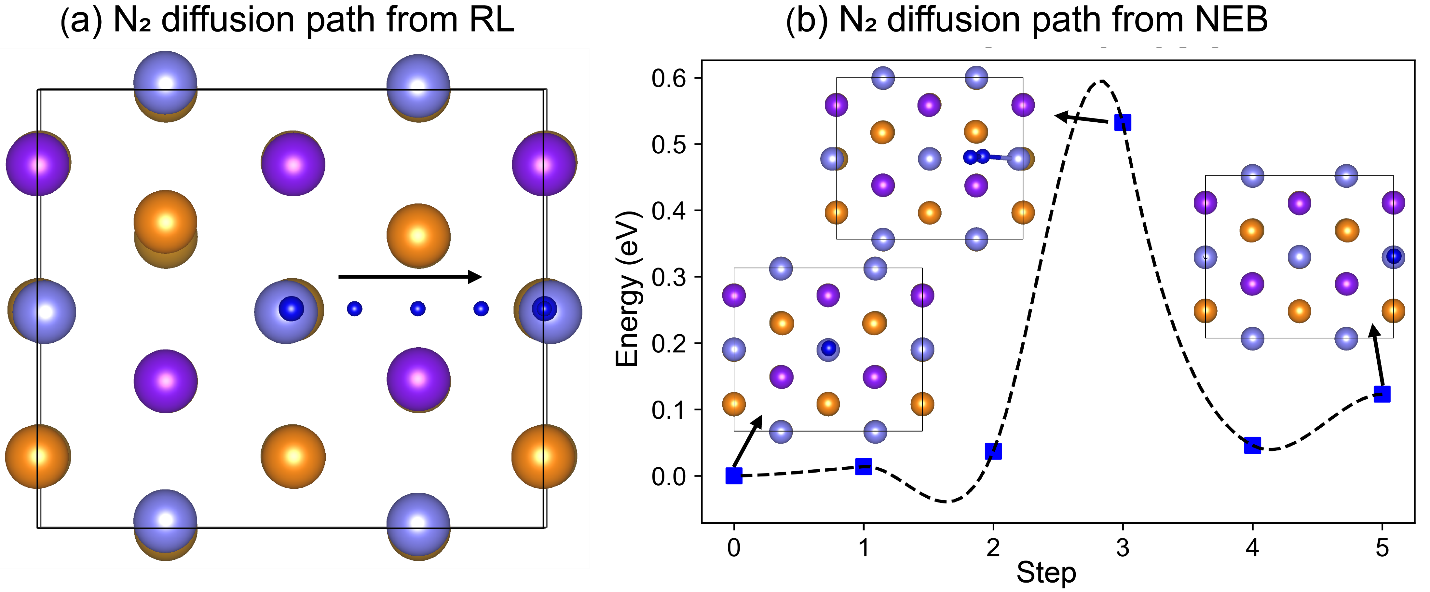 (a) N₂ diffusion path from RL
(b) N₂ diffusion path from NEB
Energy (eV)
0.6
0.5
0.4
0.3
0.2
0.1
0.0
0 1 2 3 4 5
Step